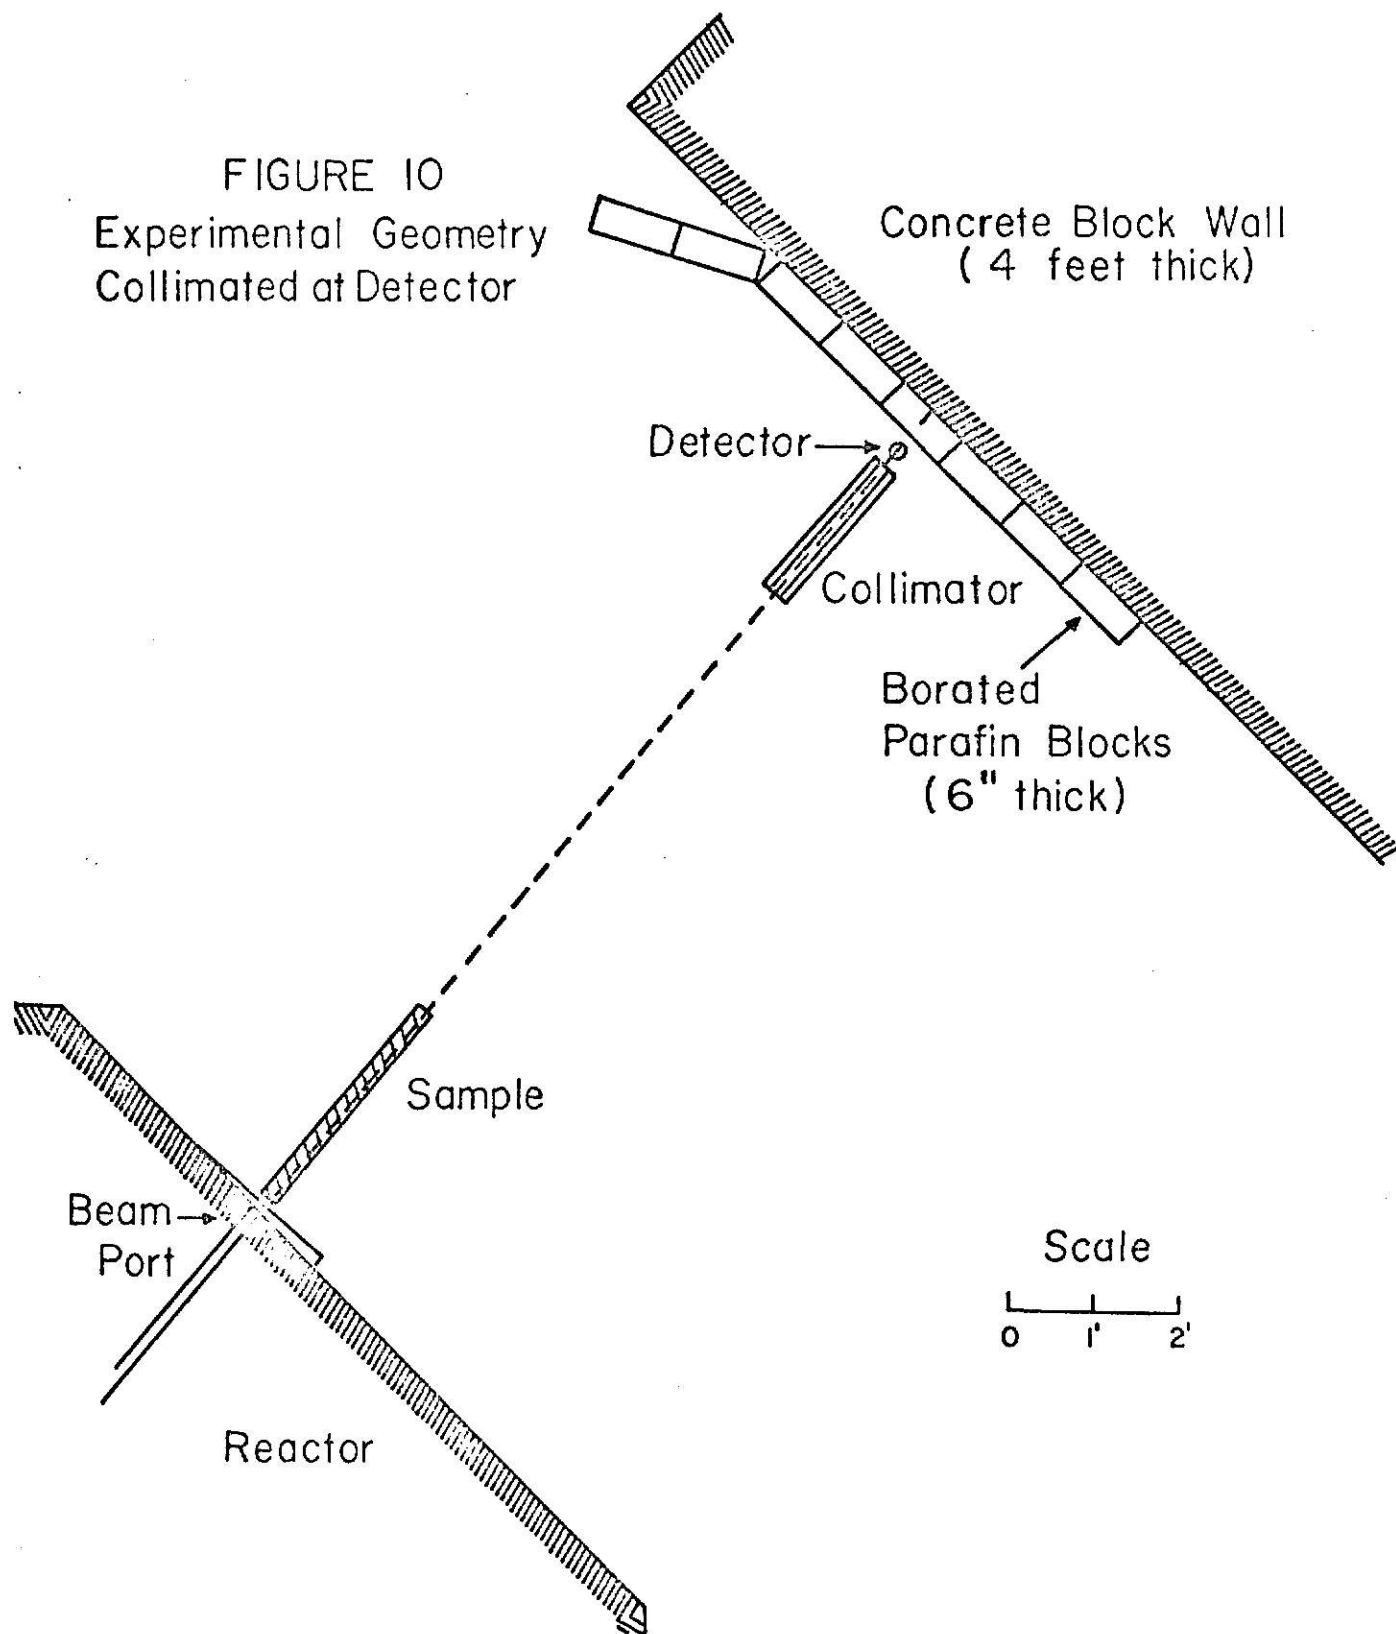 FIGURE 10
Experimental Geometry
Collimated at Detector
Concrete Block Wall
(4 feet thick)
Detector
Collimator
Borated
Parafin Blocks
(6" thick)
Sample
Beam
Port
Scale
0 1' 2'
Reactor